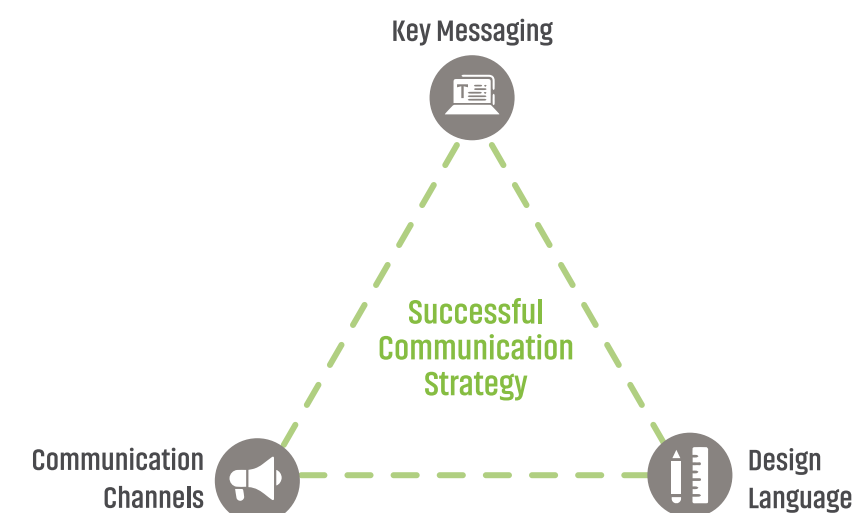 Key Messaging
T
Successful
Communication
Strategy
Communication
Channels
Design
Language